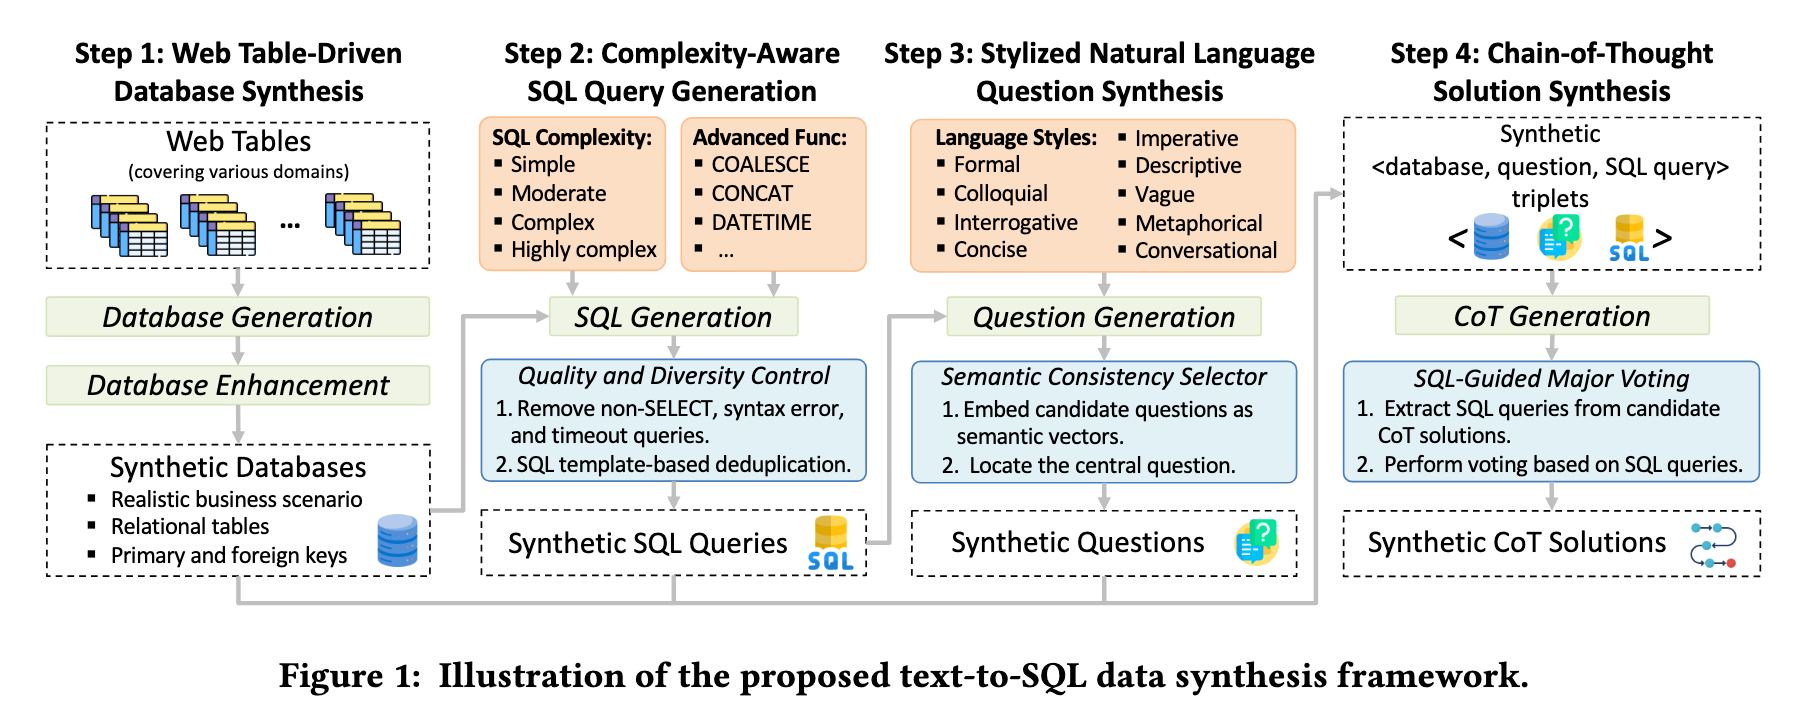 Step 1: Web Table-Driven
Database Synthesis
Web Tables
(covering various domains)
...
Database Generation
Database Enhancement
Synthetic Databases
▪ Realistic business scenario
▪ Relational tables
▪ Primary and foreign keys
Step 2: Complexity-Aware
SQL Query Generation
SQL Complexity:
▪ Simple
▪ Moderate
▪ Complex
▪ Highly complex
Advanced Func:
▪ COALESCE
▪ CONCAT
▪ DATETIME
▪ ...
SQL Generation
Quality and Diversity Control
1. Remove non-SELECT, syntax error,
and timeout queries.
2. SQL template-based deduplication.
Synthetic SQL Queries
SQL
Step 3: Stylized Natural Language
Question Synthesis
Language Styles:
▪ Formal
▪ Colloquial
▪ Interrogative
▪ Concise
▪ Imperative
▪ Descriptive
▪ Vague
▪ Metaphorical
▪ Conversational
Question Generation
Semantic Consistency Selector
1. Embed candidate questions as
semantic vectors.
2. Locate the central question.
Synthetic Questions
?
Step 4: Chain-of-Thought
Solution Synthesis
Synthetic
<database, question, SQL query>
triplets
< ? SQL >
CoT Generation
SQL-Guided Major Voting
1. Extract SQL queries from candidate
CoT solutions.
2. Perform voting based on SQL queries.
Synthetic CoT Solutions
Figure 1: Illustration of the proposed text-to-SQL data synthesis framework.